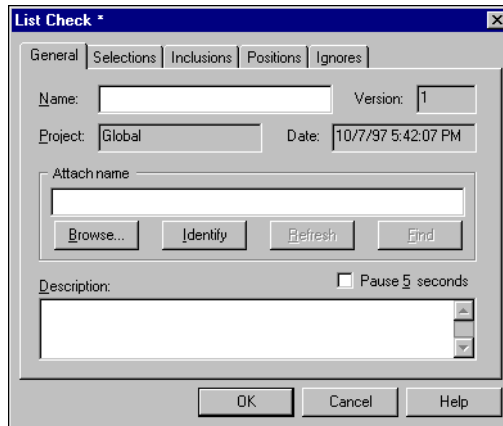 List Check *
General Selections Inclusions Positions Ignores
Name: Version: 1
Project: Global Date: 10/7/97 5:42:07 PM
Attach name
Browse... Identify Refresh Find
Pause 5 seconds
Description:
OK Cancel Help